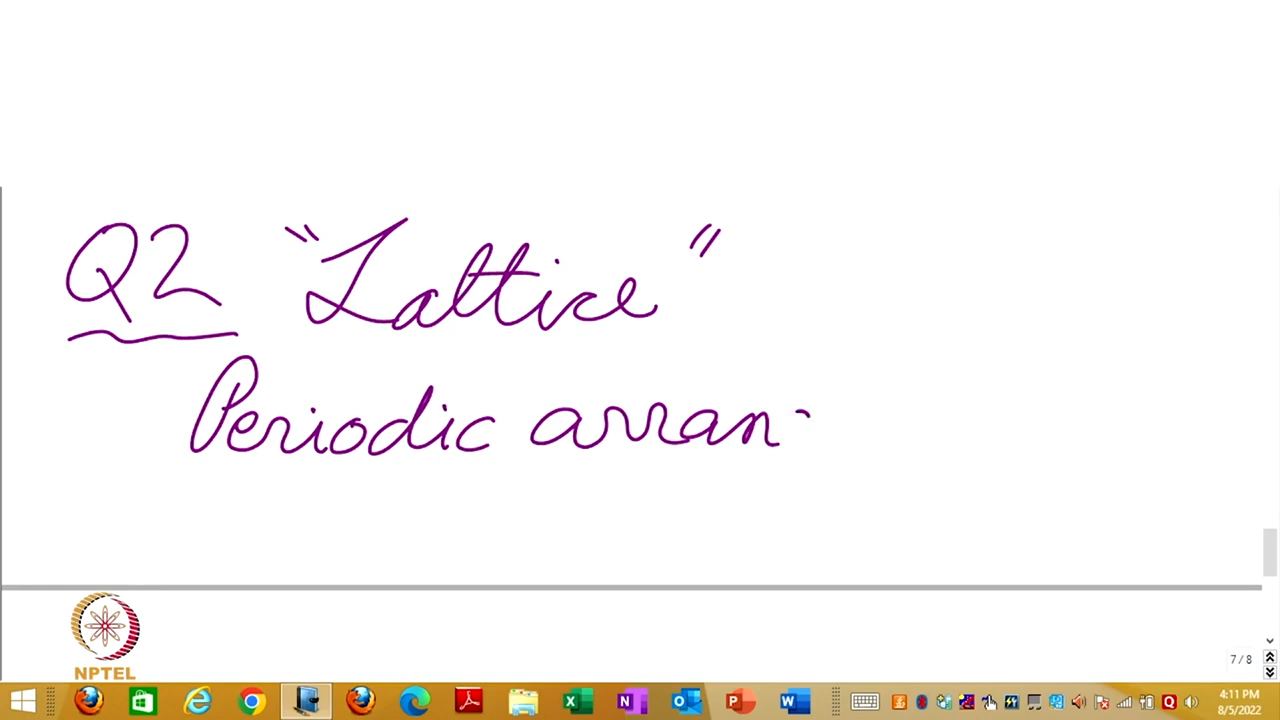 Q2 "Lattice"
Periodic arran
NPTEL
7 / 8
4:11 PM
8/5/2022